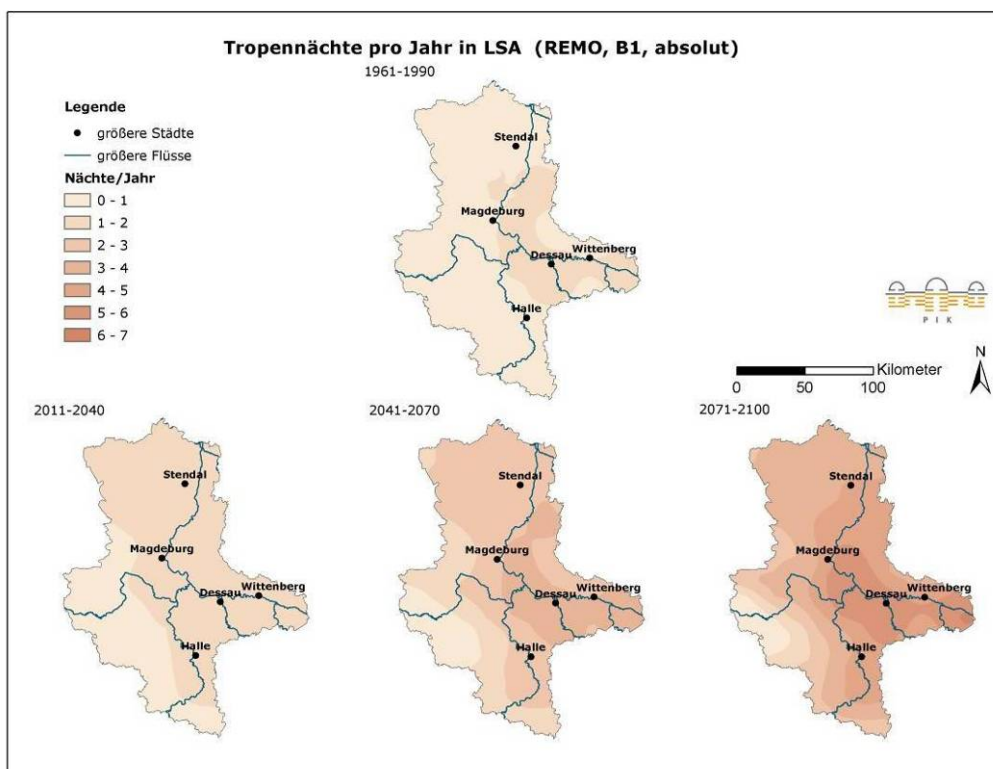 Tropennächte pro Jahr in LSA (REMO, B1, absolut)
1961-1990
Legende
größere Städte
größere Flüsse
Nächte/Jahr
0 - 1
1 - 2
2 - 3
3 - 4
4 - 5
5 - 6
6 - 7
Stendal
Magdeburg
Dessau
Wittenberg
Halle
P I K
Kilometer
0 50 100
N
2011-2040
Stendal
Magdeburg
Dessau
Wittenberg
Halle
2041-2070
Stendal
Magdeburg
Dessau
Wittenberg
Halle
2071-2100
Stendal
Magdeburg
Dessau
Wittenberg
Halle